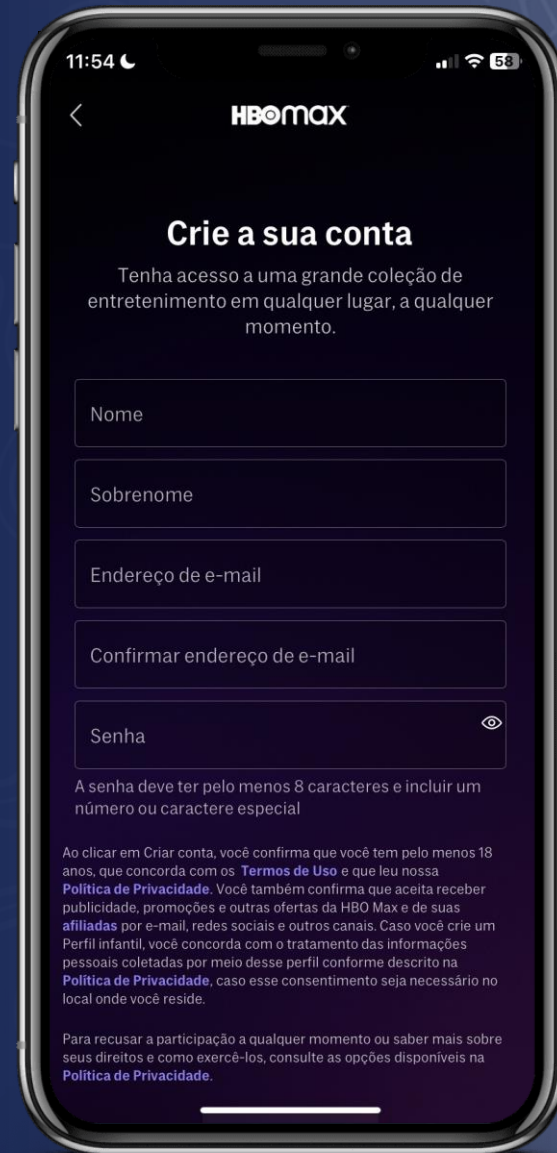 11:54
58
HBOMAX
Crie a sua conta
Tenha acesso a uma grande coleção de
entretenimento em qualquer lugar, a qualquer
momento.
Nome
Sobrenome
Endereço de e-mail
Confirmar endereço de e-mail
Senha
A senha deve ter pelo menos 8 caracteres e incluir um
número ou caractere especial
Ao clicar em Criar conta, você confirma que você tem pelo menos 18
anos, que concorda com os Termos de Uso e que leu nossa
Política de Privacidade. Você também confirma que aceita receber
publicidade, promoções e outras ofertas da HBO Max e de suas
afiliadas por e-mail, redes sociais e outros canais. Caso você crie um
Perfil infantil, você concorda com o tratamento das informações
pessoais coletadas por meio desse perfil conforme descrito na
Política de Privacidade, caso esse consentimento seja necessário no
local onde você reside.
Para recusar a participação a qualquer momento ou saber mais sobre
seus direitos e como exercê-los, consulte as opções disponíveis na
Política de Privacidade.